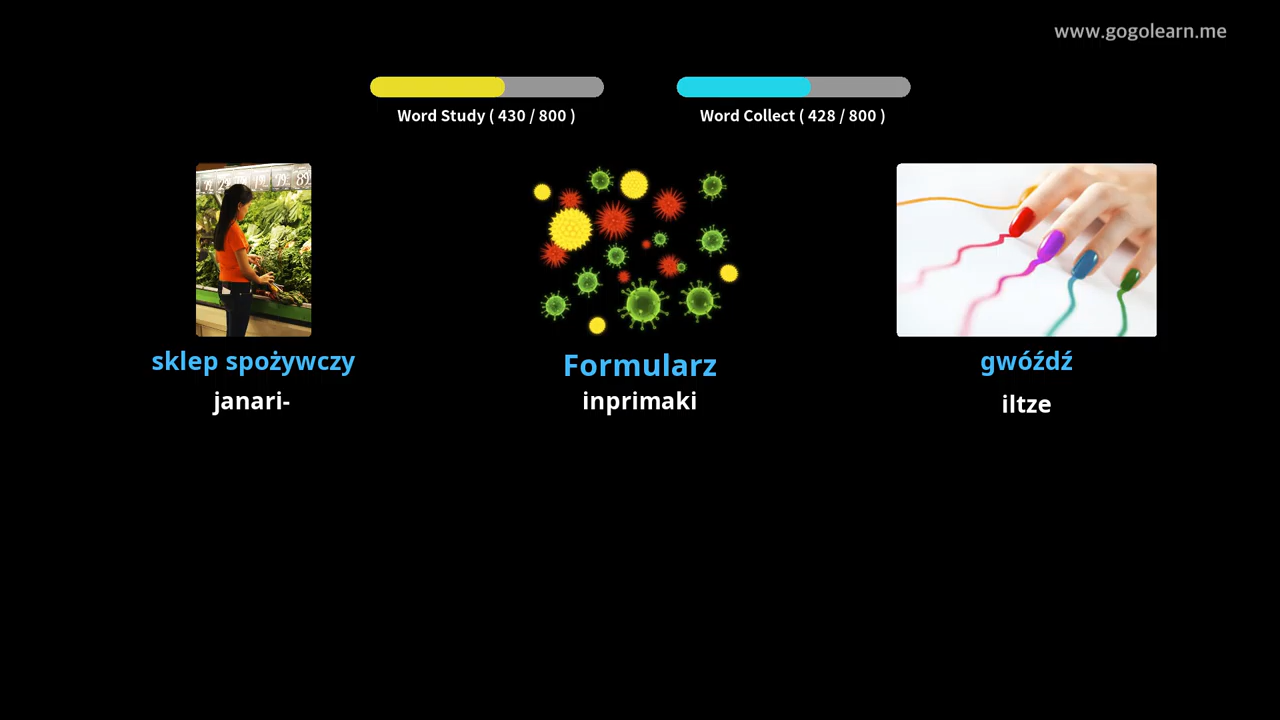 www.gogolearn.me
Word Study ( 430 / 800 )
Word Collect ( 428 / 800 )
sklep spożywczy
janari-
Formularz
inprimaki
gwóźdź
iltze